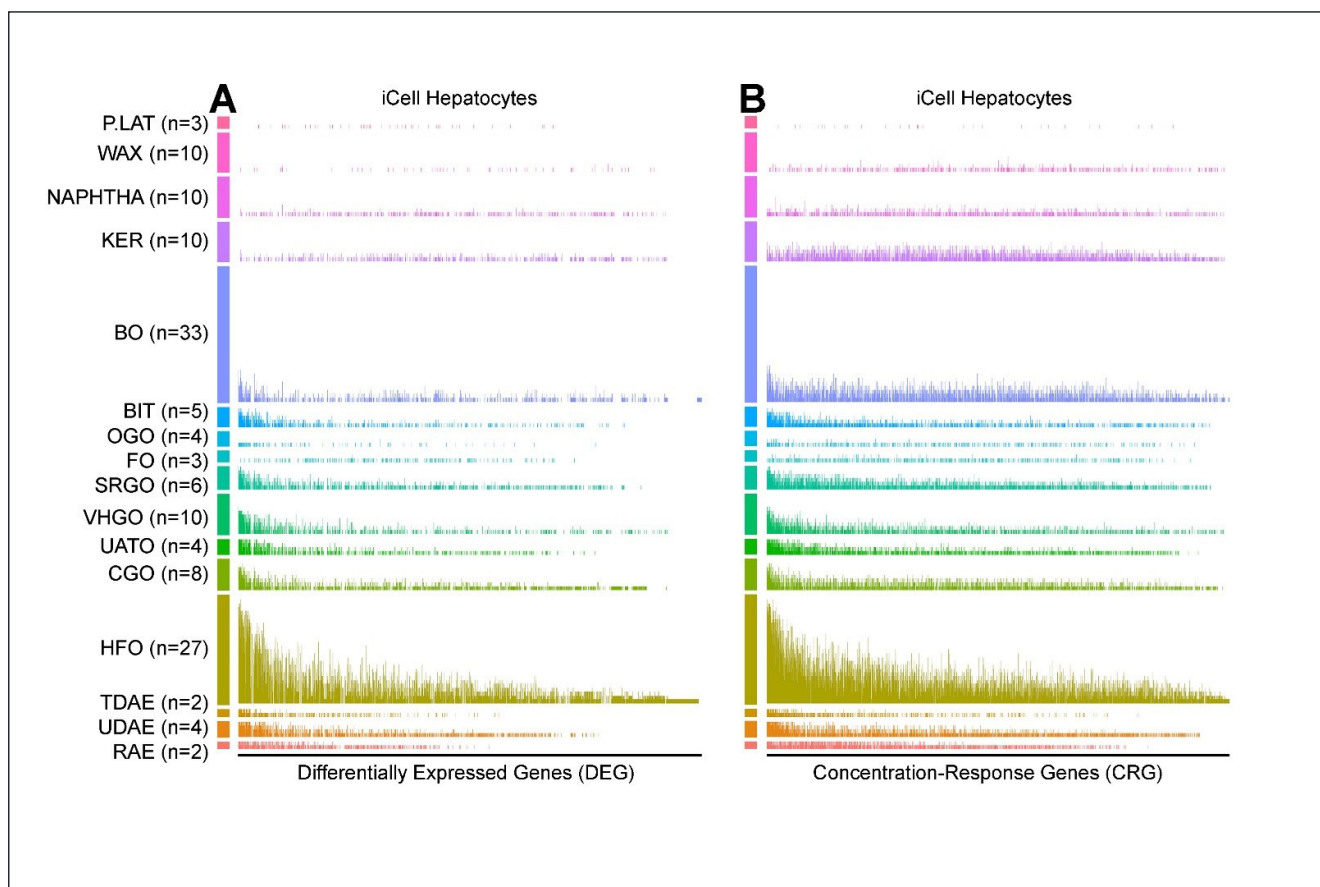 A
iCell Hepatocytes
B
iCell Hepatocytes
P.LAT (n=3)
WAX (n=10)
NAPHTHA (n=10)
KER (n=10)
BO (n=33)
BIT (n=5)
OGO (n=4)
FO (n=3)
SRGO (n=6)
VHGO (n=10)
UATO (n=4)
CGO (n=8)
HFO (n=27)
TDAE (n=2)
UDAE (n=4)
RAE (n=2)
Differentially Expressed Genes (DEG)
Concentration-Response Genes (CRG)